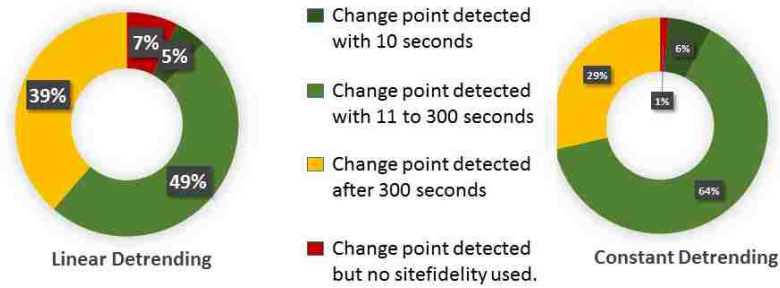 7%
5%
39%
49%
Linear Detrending
Change point detected
with 10 seconds
Change point detected
with 11 to 300 seconds
Change point detected
after 300 seconds
Change point detected
but no sitefidelity used.
6%
29%
1%
64%
Constant Detrending